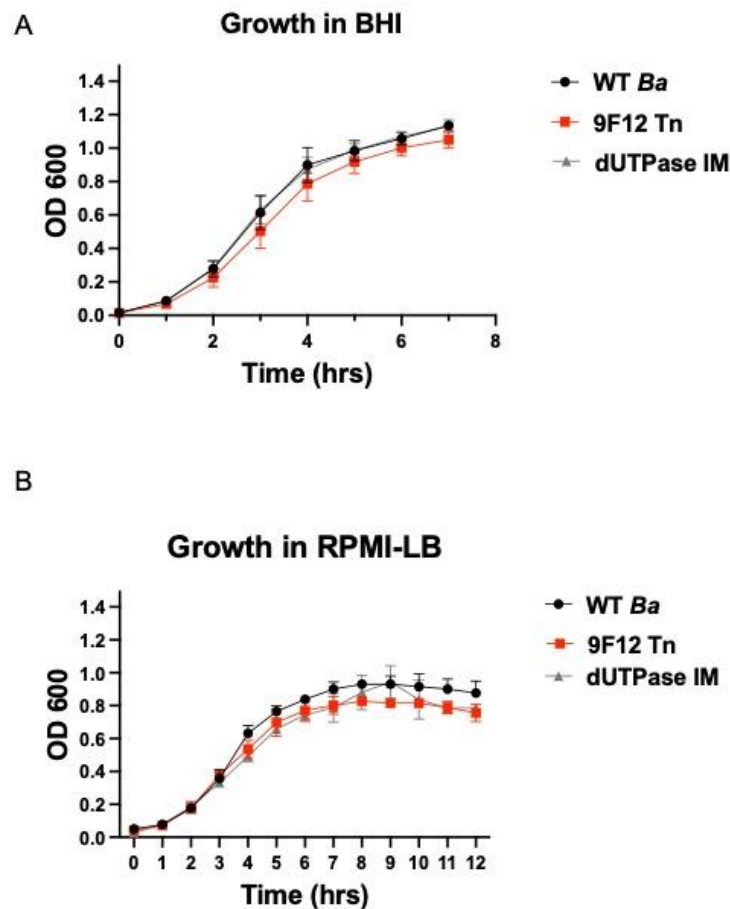 A
Growth in BHI
1.4
1.2
1.0
0.8
0.6
0.4
0.2
0.0
OD 600
0 2 4 6 8
Time (hrs)
WT Ba
9F12 Tn
dUTPase IM
B
Growth in RPMI-LB
1.4
1.2
1.0
0.8
0.6
0.4
0.2
0.0
OD 600
0 1 2 3 4 5 6 7 8 9 10 11 12
Time (hrs)
WT Ba
9F12 Tn
dUTPase IM